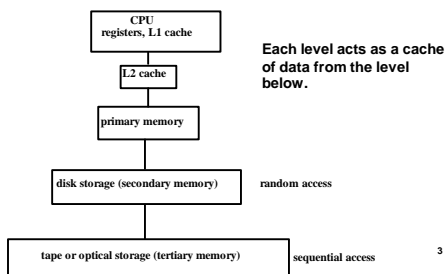 CPU
registers, L1 cache
Each level acts as a cache
of data from the level
below.
L2 cache
primary memory
disk storage (secondary memory)
random access
tape or optical storage (tertiary memory)
sequential access
3